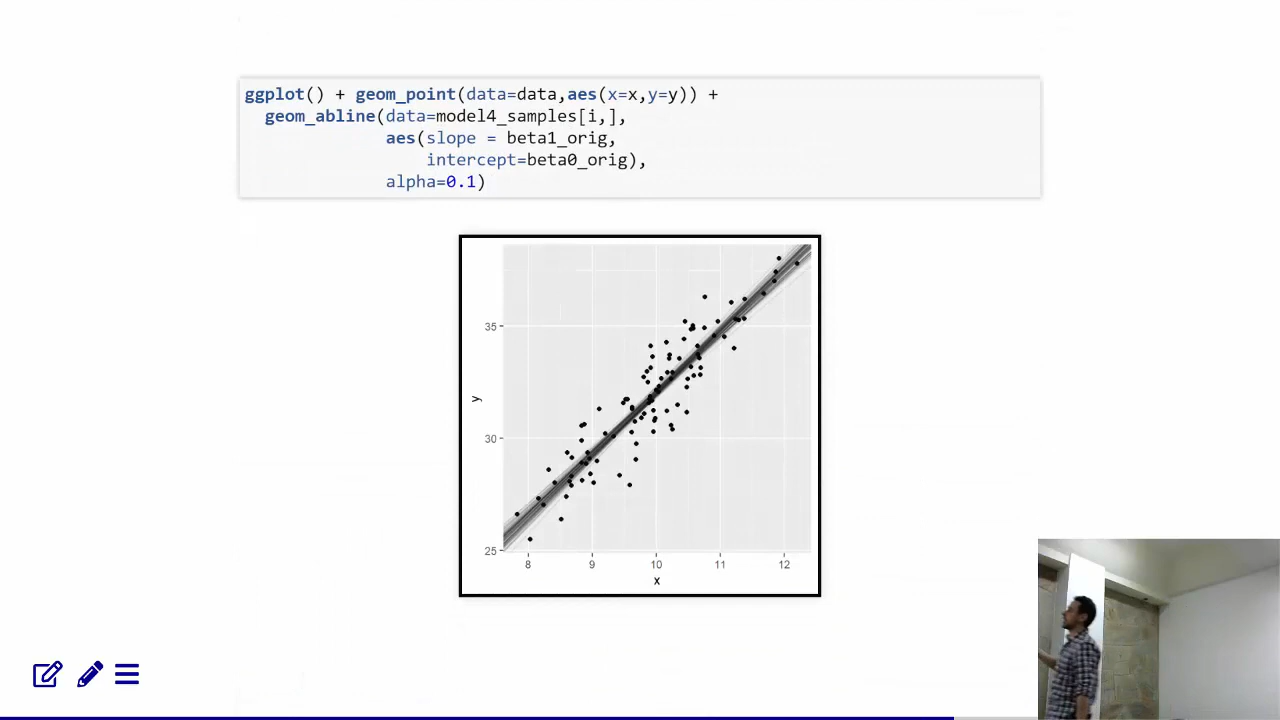 ggplot() + geom_point(data=data,aes(x=x,y=y)) +
geom_abline(data=model4_samples[i,],
aes(slope = beta1_orig,
intercept=beta0_orig),
alpha=0.1)
35
30
25
y
8 9 10 11 12
x